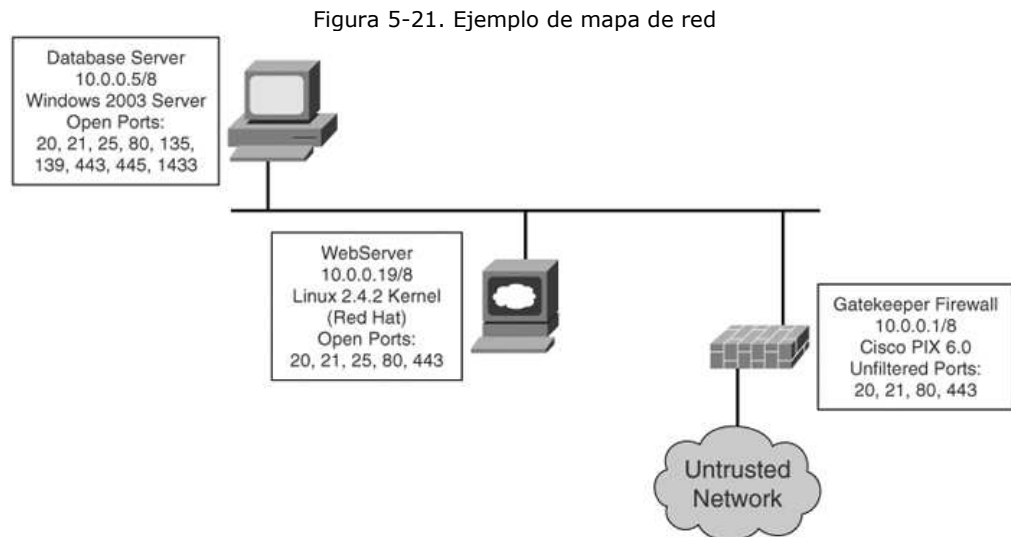 Figura 5-21. Ejemplo de mapa de red
Database Server
10.0.0.5/8
Windows 2003 Server
Open Ports:
20, 21, 25, 80, 135,
139, 443, 445, 1433
WebServer
10.0.0.19/8
Linux 2.4.2 Kernel
(Red Hat)
Open Ports:
20, 21, 25, 80, 443
Gatekeeper Firewall
10.0.0.1/8
Cisco PIX 6.0
Unfiltered Ports:
20, 21, 80, 443
Untrusted
Network